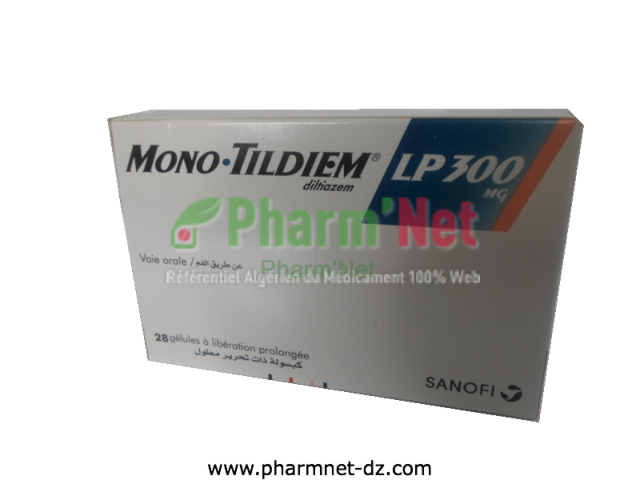 MONO·TILDIEM® LP 300 MG
diltiazem
Pharm'Net
Voie orale / عن طريق الفم
Pharm'Net
Référentiel Algérien du Médicament 100% Web
28 gélules à libération prolongée
كبسولة ذات تحرير مطول
SANOFI
www.pharmnet-dz.com